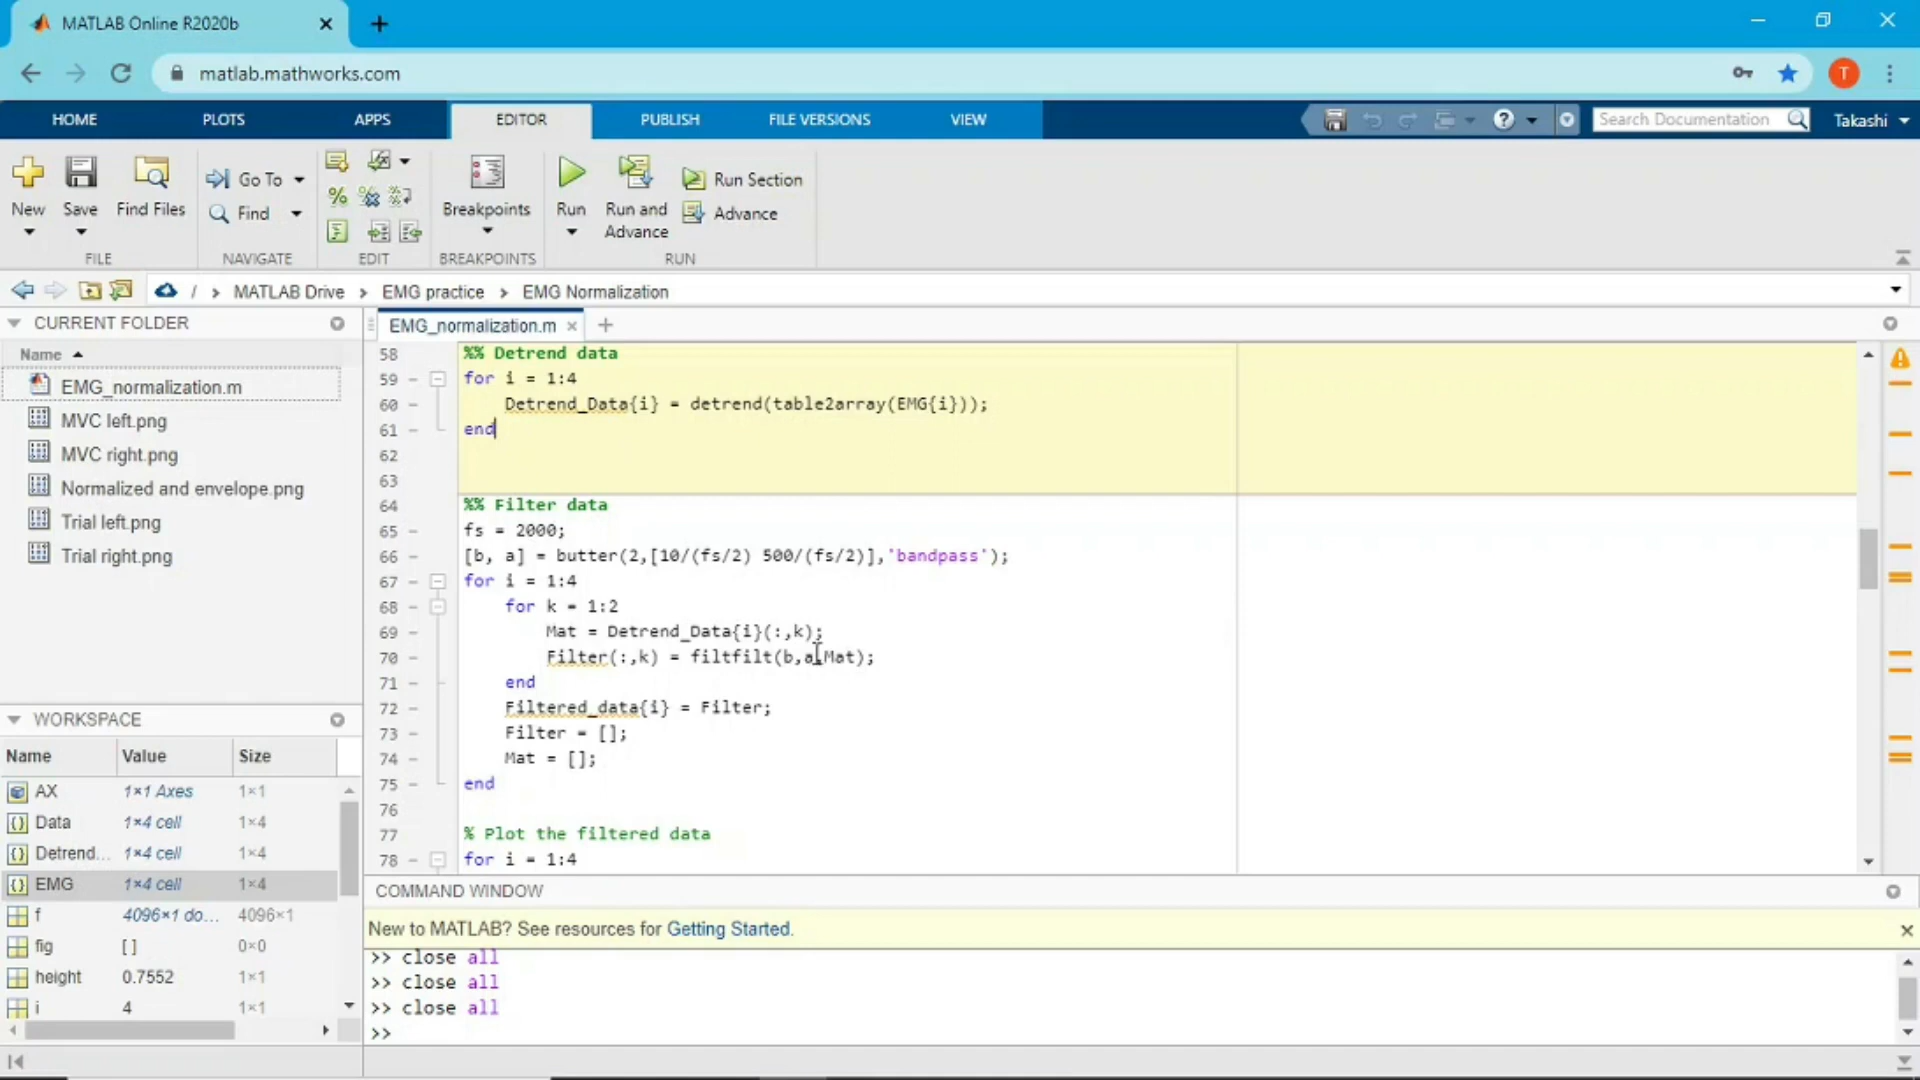 MATLAB Online R2020b
matlab.mathworks.com
T
HOME PLOTS APPS EDITOR PUBLISH FILE VERSIONS VIEW
Search Documentation
Takashi
New Save Find Files
Go To
Find
Breakpoints
Run
Run and Advance
Run Section
Advance
FILE NAVIGATE EDIT BREAKPOINTS RUN
/ > MATLAB Drive > EMG practice > EMG Normalization
CURRENT FOLDER
Name
EMG_normalization.m
MVC left.png
MVC right.png
Normalized and envelope.png
Trial left.png
Trial right.png
WORKSPACE
Name Value Size
AX 1×1 Axes 1×1
Data 1×4 cell 1×4
Detrend... 1×4 cell 1×4
EMG 1×4 cell 1×4
f 4096×1 do... 4096×1
fig [ ] 0×0
height 0.7552 1×1
i 4 1×1
EMG_normalization.m
58 %% Detrend data
59 for i = 1:4
60 Detrend_Data{i} = detrend(table2array(EMG{i}));
61 end
62
63
64 %% Filter data
65 fs = 2000;
66 [b, a] = butter(2,[10/(fs/2) 500/(fs/2)],'bandpass');
67 for i = 1:4
68 for k = 1:2
69 Mat = Detrend_Data{i}(:,k);
70 Filter(:,k) = filtfilt(b,a,Mat);
71 end
72 Filtered_data{i} = Filter;
73 Filter = [];
74 Mat = [];
75 end
76
77 % Plot the filtered data
78 for i = 1:4
COMMAND WINDOW
New to MATLAB? See resources for Getting Started.
>> close all
>> close all
>> close all
>>